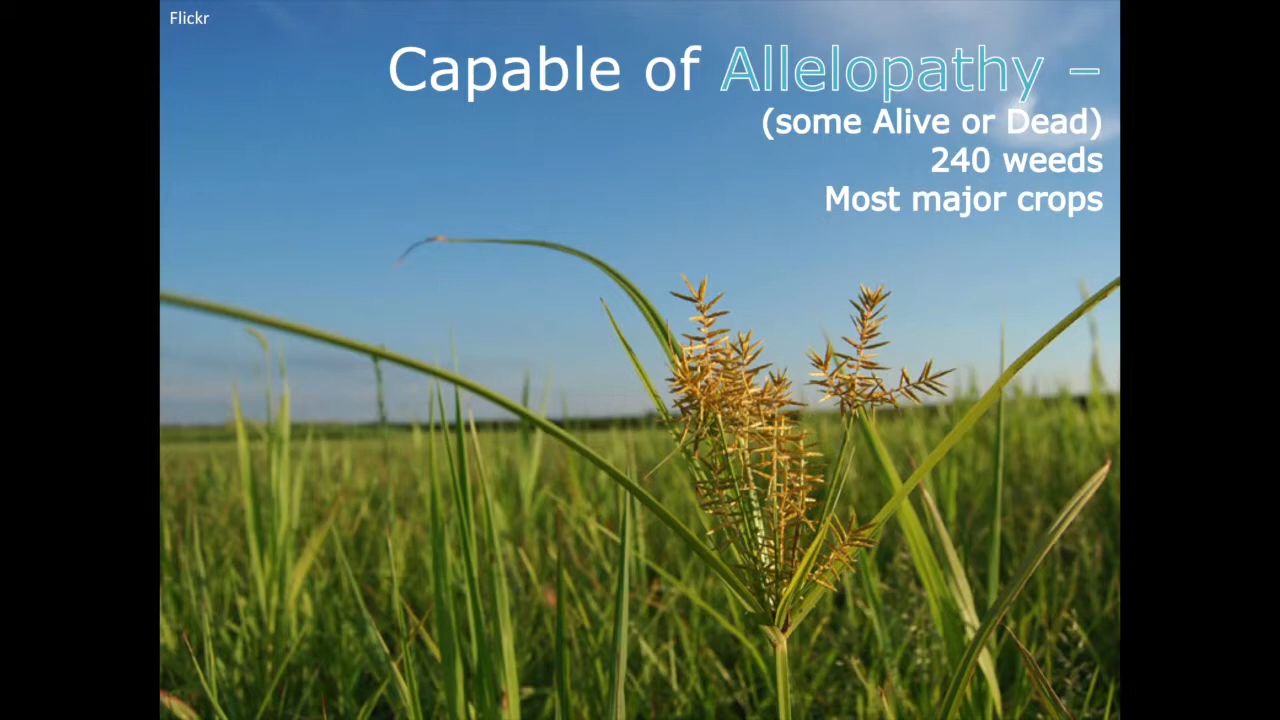 Flickr
Capable of Allelopathy –
(some Alive or Dead)
240 weeds
Most major crops